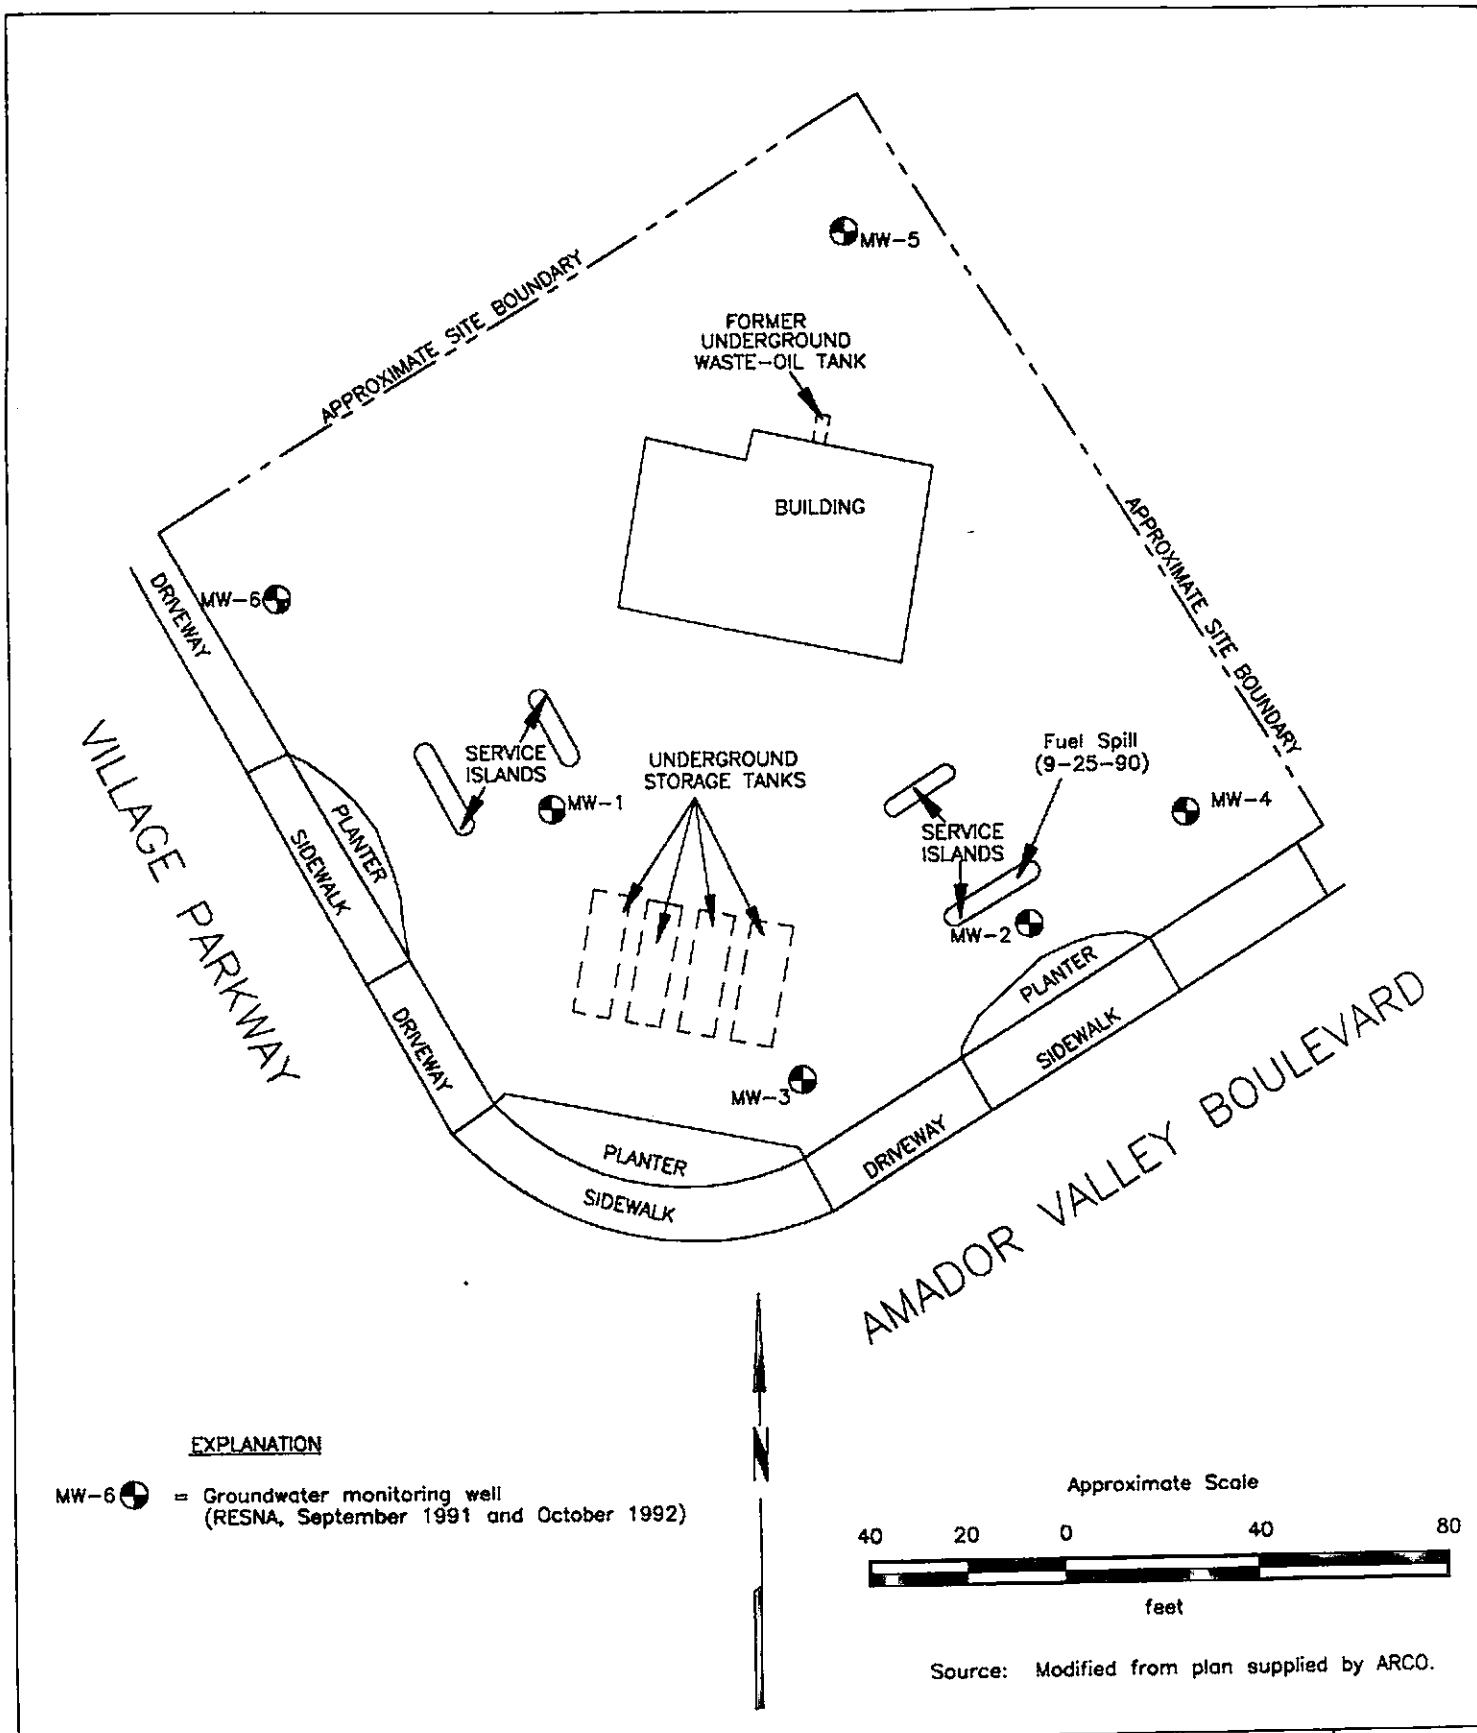 MW-5
APPROXIMATE SITE BOUNDARY
FORMER
UNDERGROUND
WASTE-OIL TANK
BUILDING
APPROXIMATE SITE BOUNDARY
DRIVEWAY
MW-6
VILLAGE PARKWAY
SERVICE
ISLANDS
UNDERGROUND
STORAGE TANKS
Fuel Spill
(9-25-90)
MW-1
MW-4
SERVICE
ISLANDS
PLANTER
SIDEWALK
MW-2
PLANTER
SIDEWALK
DRIVEWAY
MW-3
DRIVEWAY
PLANTER
SIDEWALK
AMADOR VALLEY BOULEVARD
N
EXPLANATION
MW-6 = Groundwater monitoring well
(RESNA, September 1991 and October 1992)
Approximate Scale
40 20 0 40 80
feet
Source: Modified from plan supplied by ARCO.